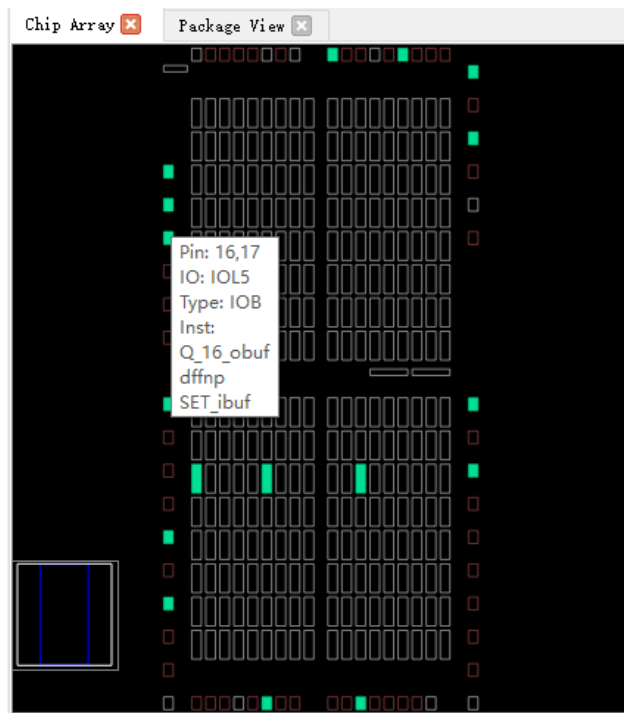 Chip Array
Package View
Pin: 16,17
IO: IOL5
Type: IOB
Inst:
Q_16_obuf
dffnp
SET_ibuf